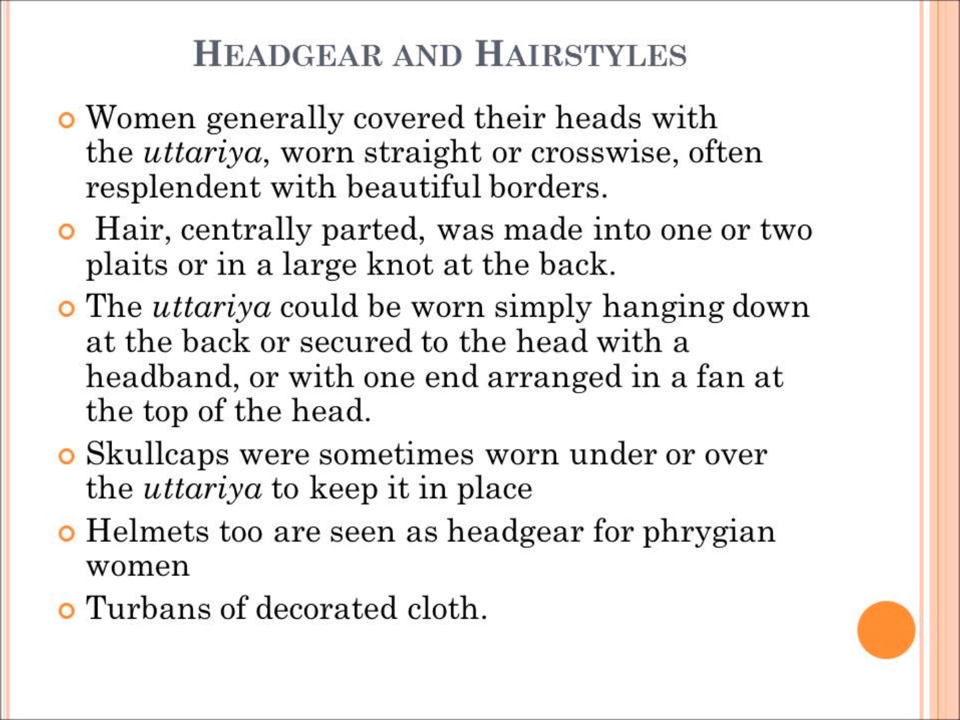 HEADGEAR AND HAIRSTYLES
Women generally covered their heads with
the uttariya, worn straight or crosswise, often
resplendent with beautiful borders.
Hair, centrally parted, was made into one or two
plaits or in a large knot at the back.
The uttariya could be worn simply hanging down
at the back or secured to the head with a
headband, or with one end arranged in a fan at
the top of the head.
Skullcaps were sometimes worn under or over
the uttariya to keep it in place
Helmets too are seen as headgear for phrygian
women
Turbans of decorated cloth.